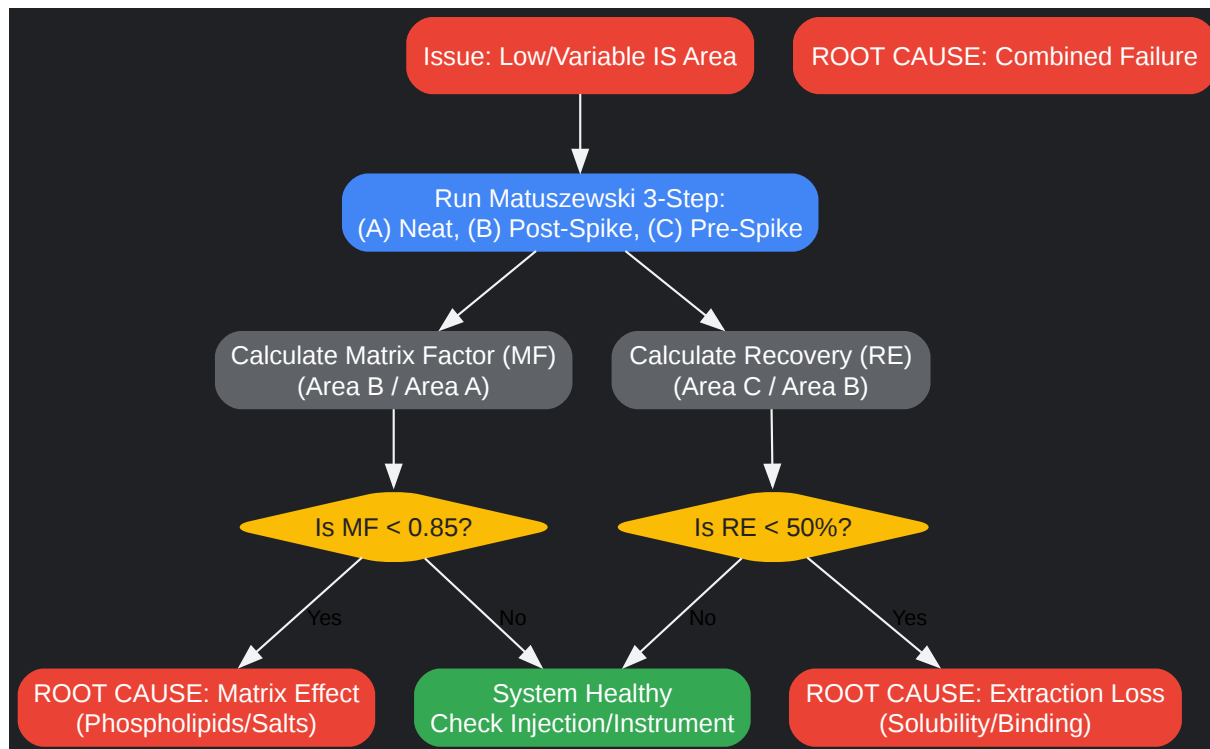 Issue: Low/Variable IS Area
ROOT CAUSE: Combined Failure
Run Matuszewski 3-Step:
(A) Neat, (B) Post-Spike, (C) Pre-Spike
Calculate Matrix Factor (MF)
(Area B / Area A)
Calculate Recovery (RE)
(Area C / Area B)
Is MF < 0.85?
Is RE < 50%?
Yes
No
No
Yes
ROOT CAUSE: Matrix Effect
(Phospholipids/Salts)
System Healthy
Check Injection/Instrument
ROOT CAUSE: Extraction Loss
(Solubility/Binding)